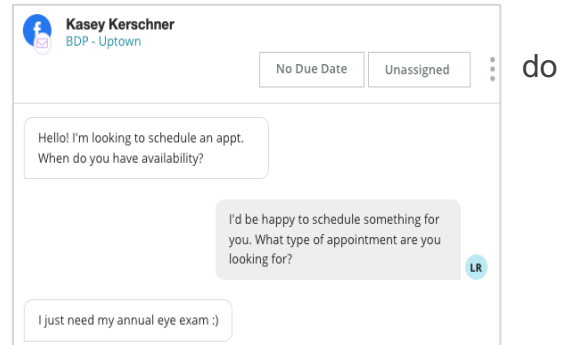 Kasey Kerschner
BDP - Uptown
No Due Date
Unassigned
do
Hello! I'm looking to schedule an appt.
When do you have availability?
I'd be happy to schedule something for
you. What type of appointment are you
looking for?
LR
I just need my annual eye exam :)